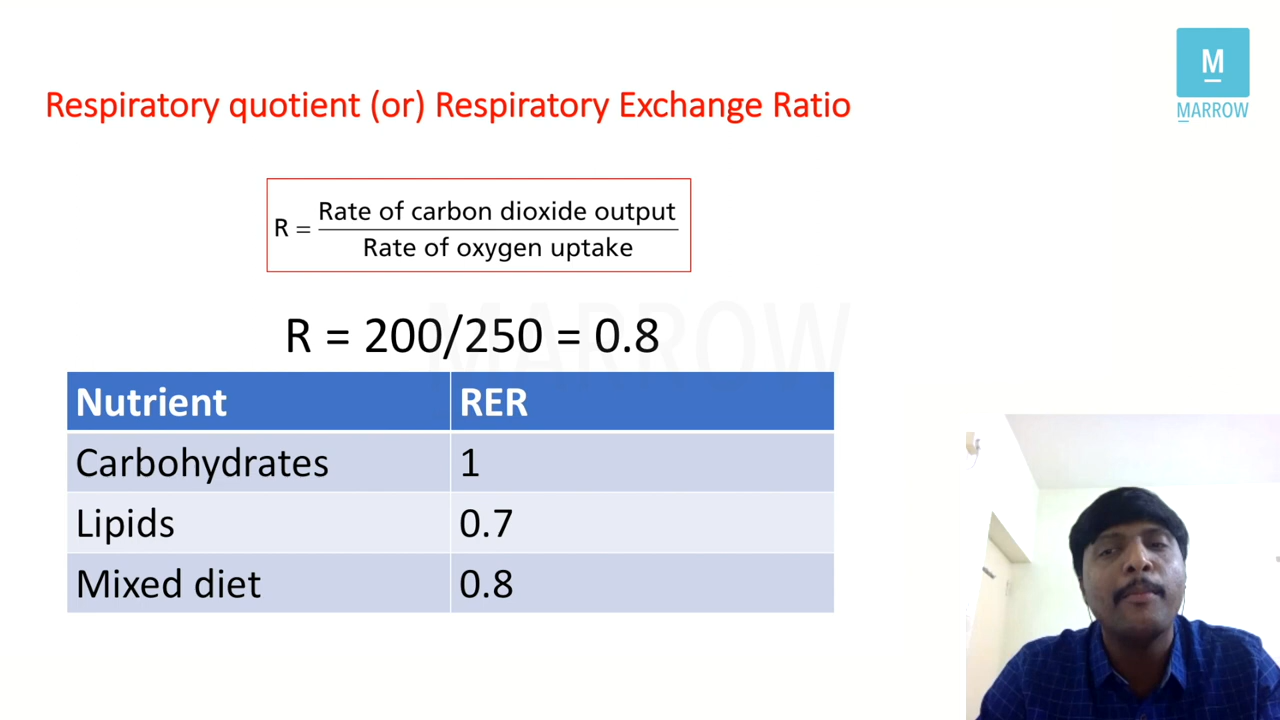 M
MARROW
Respiratory quotient (or) Respiratory Exchange Ratio
R = Rate of carbon dioxide output
Rate of oxygen uptake
MARROW
R = 200/250 = 0.8
Nutrient RER
Carbohydrates 1
Lipids 0.7
Mixed diet 0.8